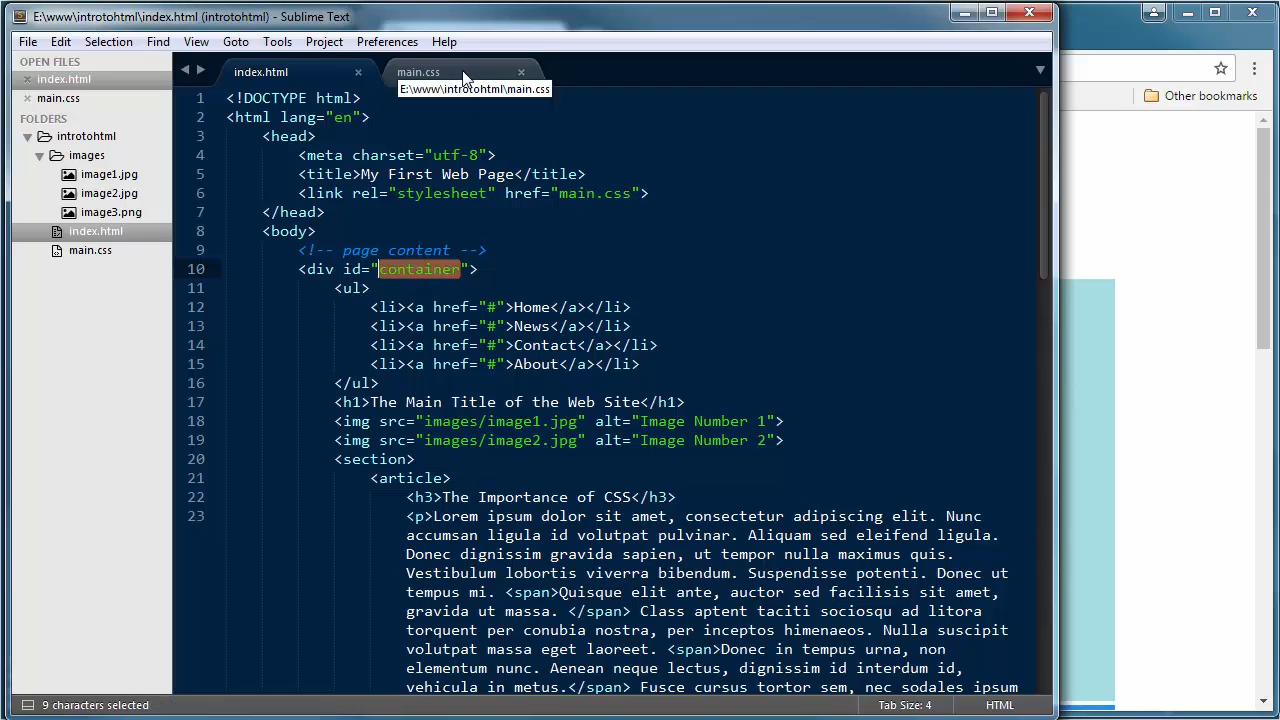 E:\www\introtohtml\index.html (introtohtml) - Sublime Text
File Edit Selection Find View Goto Tools Project Preferences Help
OPEN FILES
index.html
main.css
FOLDERS
introtohtml
images
image1.jpg
image2.jpg
image3.png
index.html
main.css
index.html main.css
E:\www\introtohtml\main.css
1 <!DOCTYPE html>
2 <html lang="en">
3 <head>
4 <meta charset="utf-8">
5 <title>My First Web Page</title>
6 <link rel="stylesheet" href="main.css">
7 </head>
8 <body>
9 <!-- page content -->
10 <div id="container">
11 <ul>
12 <li><a href="#">Home</a></li>
13 <li><a href="#">News</a></li>
14 <li><a href="#">Contact</a></li>
15 <li><a href="#">About</a></li>
16 </ul>
17 <h1>The Main Title of the Web Site</h1>
18 <img src="images/image1.jpg" alt="Image Number 1">
19 <img src="images/image2.jpg" alt="Image Number 2">
20 <section>
21 <article>
22 <h3>The Importance of CSS</h3>
23 <p>Lorem ipsum dolor sit amet, consectetur adipiscing elit. Nunc
accumsan ligula id volutpat pulvinar. Aliquam sed eleifend ligula.
Donec dignissim gravida sapien, ut tempor nulla maximus quis.
Vestibulum lobortis viverra bibendum. Suspendisse potenti. Donec ut
tempus mi. <span>Quisque elit ante, auctor sed facilisis sit amet,
gravida ut massa. </span> Class aptent taciti sociosqu ad litora
torquent per conubia nostra, per inceptos himenaeos. Nulla suscipit
volutpat massa eget laoreet. <span>Donec in tempus urna, non
elementum nunc. Aenean neque lectus, dignissim id interdum id,
vehicula in metus.</span> Fusce cursus tortor sem, nec sodales ipsum
9 characters selected
Tab Size: 4
HTML
Other bookmarks